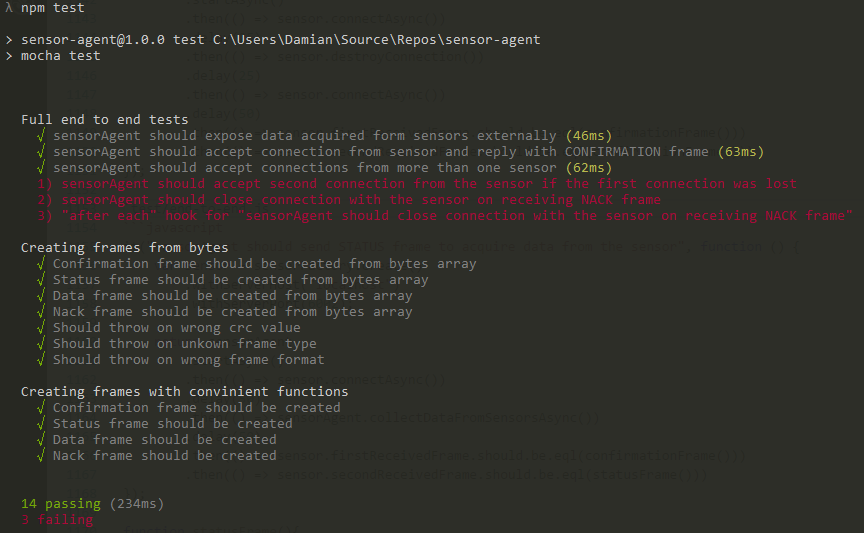 λ npm test
> sensor-agent@1.0.0 test C:\Users\Damian\Source\Repos\sensor-agent
> mocha test
Full end to end tests
√ sensorAgent should expose data acquired form sensors externally (46ms)
√ sensorAgent should accept connection from sensor and reply with CONFIRMATION frame (63ms)
√ sensorAgent should accept connections from more than one sensor (62ms)
1) sensorAgent should accept second connection from the sensor if the first connection was lost
2) sensorAgent should close connection with the sensor on receiving NACK frame
3) "after each" hook for "sensorAgent should close connection with the sensor on receiving NACK frame"
Creating frames from bytes
√ Confirmation frame should be created from bytes array
√ Status frame should be created from bytes array
√ Data frame should be created from bytes array
√ Nack frame should be created from bytes array
√ Should throw on wrong crc value
√ Should throw on unkown frame type
√ Should throw on wrong frame format
Creating frames with convinient functions
√ Confirmation frame should be created
√ Status frame should be created
√ Data frame should be created
√ Nack frame should be created
14 passing (234ms)
3 failing